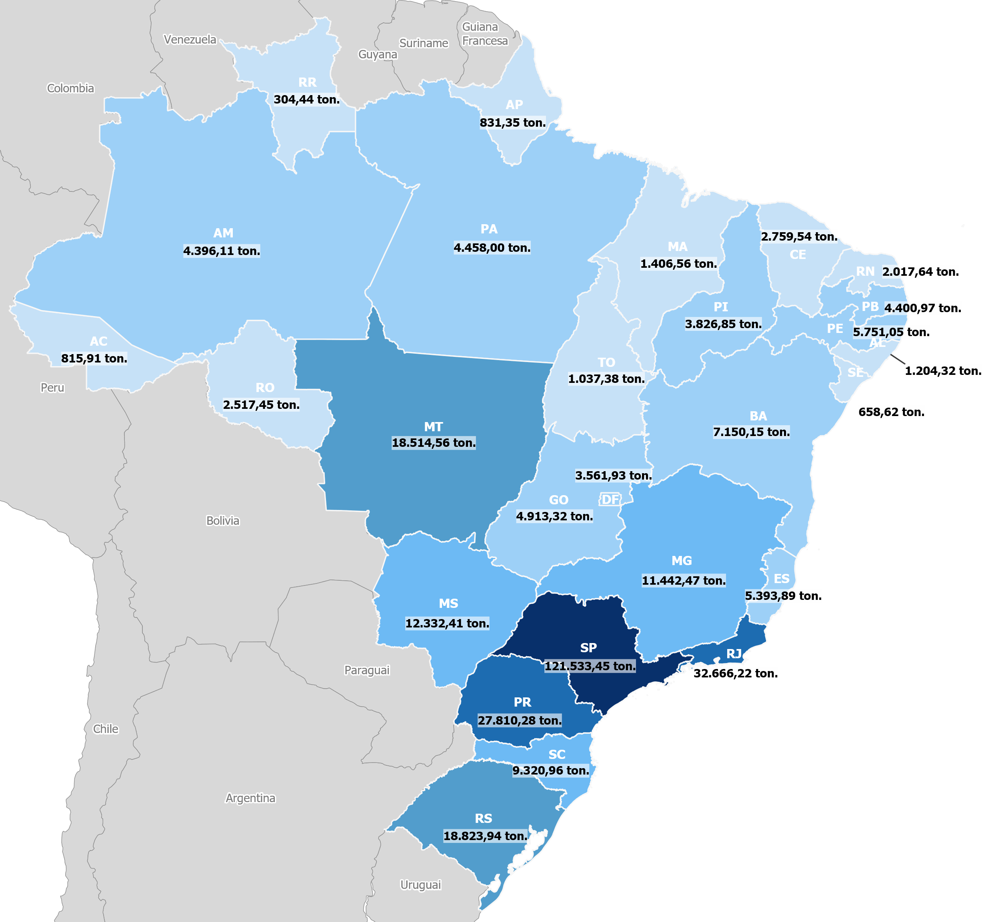 Guiana
Francesa
Venezuela
Suriname
Guyana
RR
Colombia
304,44 ton.
AP
831,35 ton.
AM
4.396,11 ton.
PA
4.458,00 ton.
MA
1.406,56 ton.
2.759,54 ton.
CE
RN
2.017,64 ton.
PI
3.826,85 ton.
PB
4.400,97 ton.
PE
5.751,05 ton.
AL
1.204,32 ton.
SE
658,62 ton.
AC
815,91 ton.
Peru
RO
2.517,45 ton.
TO
1.037,38 ton.
BA
7.150,15 ton.
MT
18.514,56 ton.
3.561,93 ton.
DF
GO
4.913,32 ton.
Bolivia
MG
11.442,47 ton.
ES
5.393,89 ton.
MS
12.332,41 ton.
SP
121.533,45 ton.
RJ
32.666,22 ton.
Paraguai
PR
27.810,28 ton.
Chile
SC
9.320,96 ton.
Argentina
RS
18.823,94 ton.
Uruguai